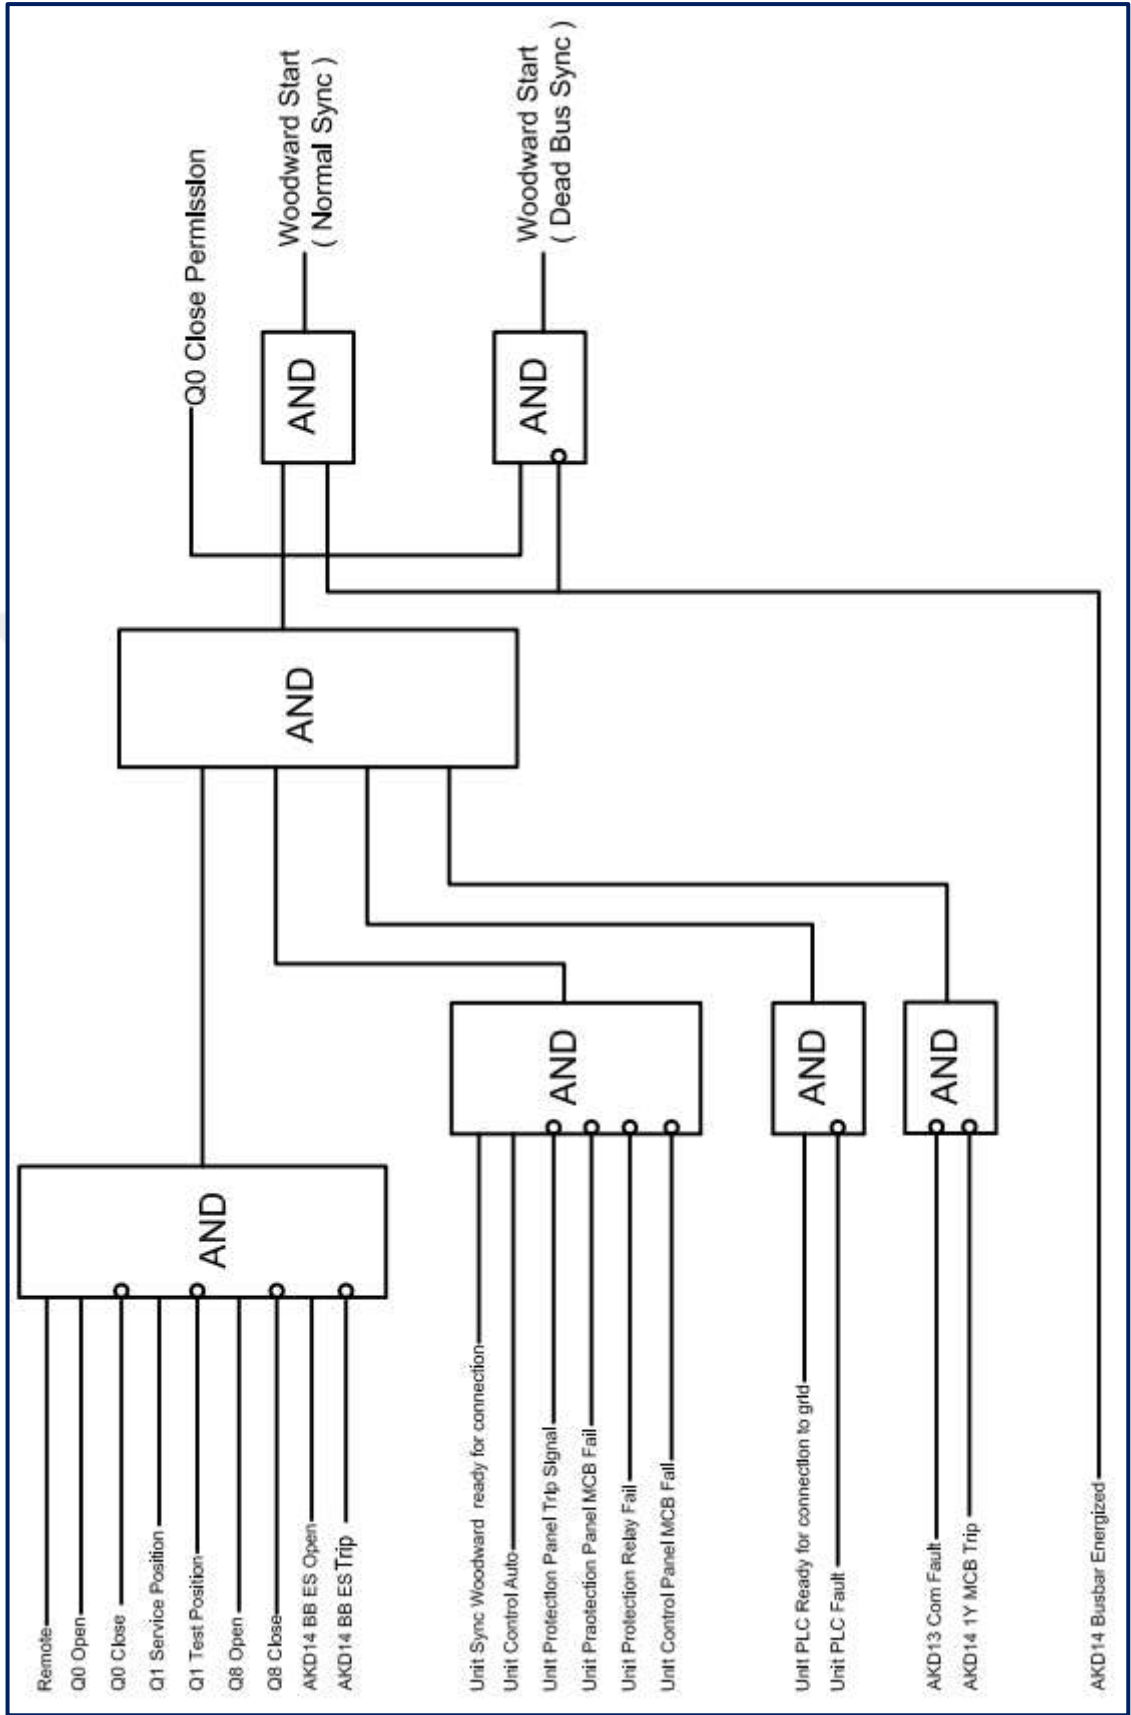 Remote
Q0 Open
Q0 Close
Q1 Service Position
Q1 Test Position
Q8 Open
Q8 Close
AKD14 BB ES Open
AKD14 BB ES Trip
AND
Unit Sync Woodward ready for connection
Unit Control Auto
Unit Protection Panel Trip Signal
Unit Praotection Panel MCB Fail
Unit Protection Relay Fail
Unit Control Panel MCB Fail
AND
Unit PLC Ready for connection to grid
Unit PLC Fault
AND
AKD13 Com Fault
AKD14 1Y MCB Trip
AND
AKD14 Busbar Energized
AND
Q0 Close Permission
AND
Woodward Start
( Normal Sync )
AND
Woodward Start
( Dead Bus Sync )